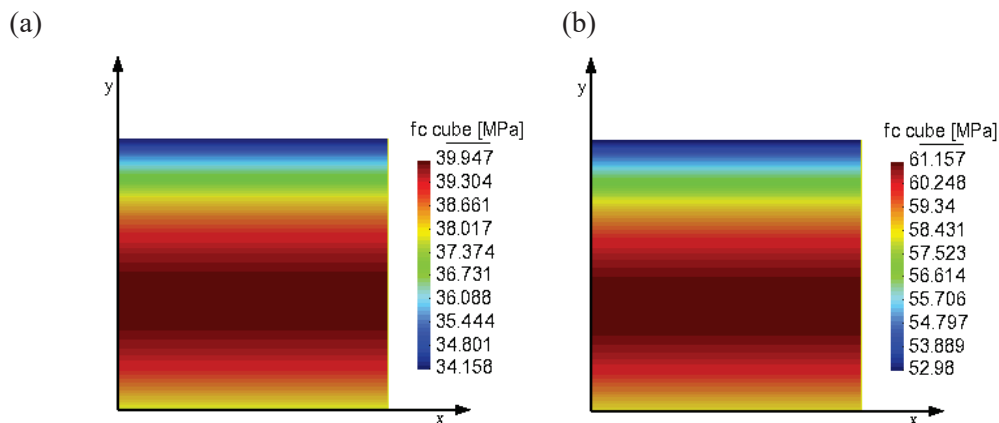 (a)
(b)
y
fc cube [MPa]
39.947
39.304
38.661
38.017
37.374
36.731
36.088
35.444
34.801
34.158
x
y
fc cube [MPa]
61.157
60.248
59.34
58.431
57.523
56.614
55.706
54.797
53.889
52.98
x